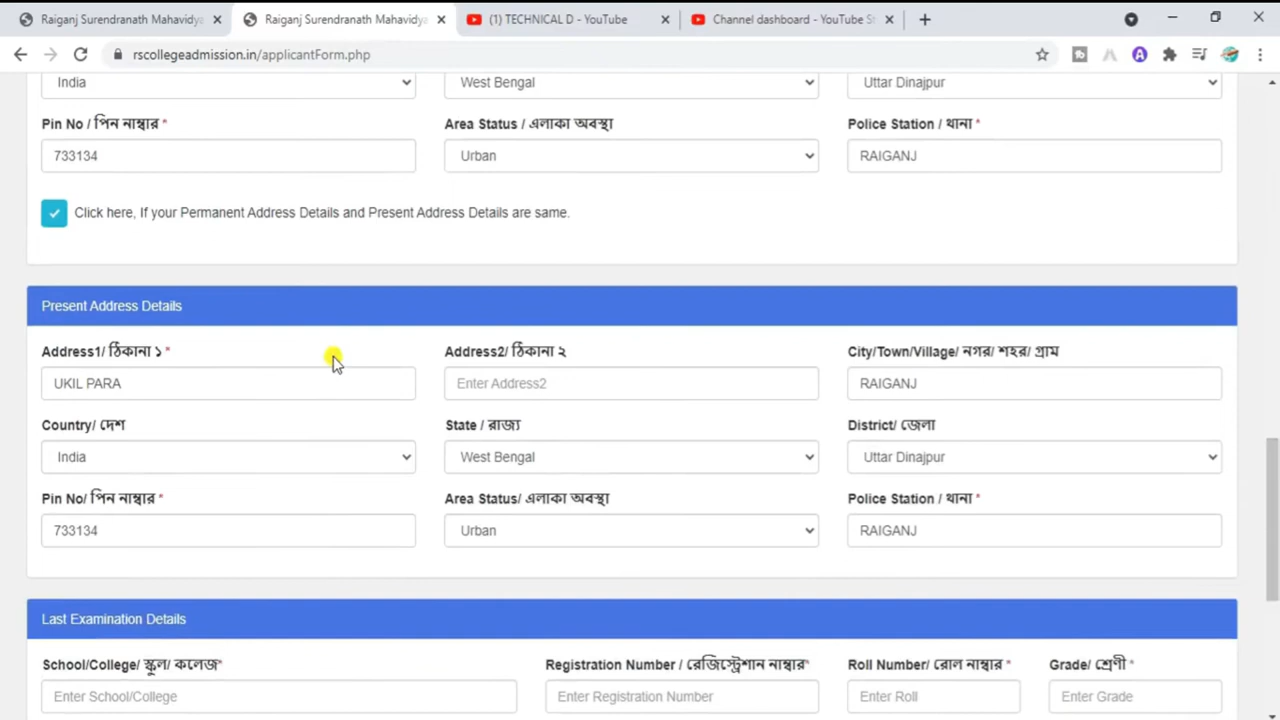 Raiganj Surendranath Mahavidya
Raiganj Surendranath Mahavidya
(1) TECHNICAL D - YouTube
Channel dashboard - YouTube St
rscollegeadmission.in/applicantForm.php
India
West Bengal
Uttar Dinajpur
Pin No / পিন নাম্বার *
Area Status / এলাকা অবস্থা
Police Station / থানা *
733134
Urban
RAIGANJ
Click here, If your Permanent Address Details and Present Address Details are same.
Present Address Details
Address1/ ঠিকানা ১ *
Address2/ ঠিকানা ২
City/Town/Village/ নগর/ শহর/ গ্রাম
UKIL PARA
Enter Address2
RAIGANJ
Country/ দেশ
State / রাজ্য
District/ জেলা
India
West Bengal
Uttar Dinajpur
Pin No/ পিন নাম্বার *
Area Status/ এলাকা অবস্থা
Police Station / থানা *
733134
Urban
RAIGANJ
Last Examination Details
School/College/ স্কুল/ কলেজ*
Registration Number / রেজিস্ট্রেশান নাম্বার*
Roll Number/ রোল নাম্বার *
Grade/ শ্রেণী *
Enter School/College
Enter Registration Number
Enter Roll
Enter Grade